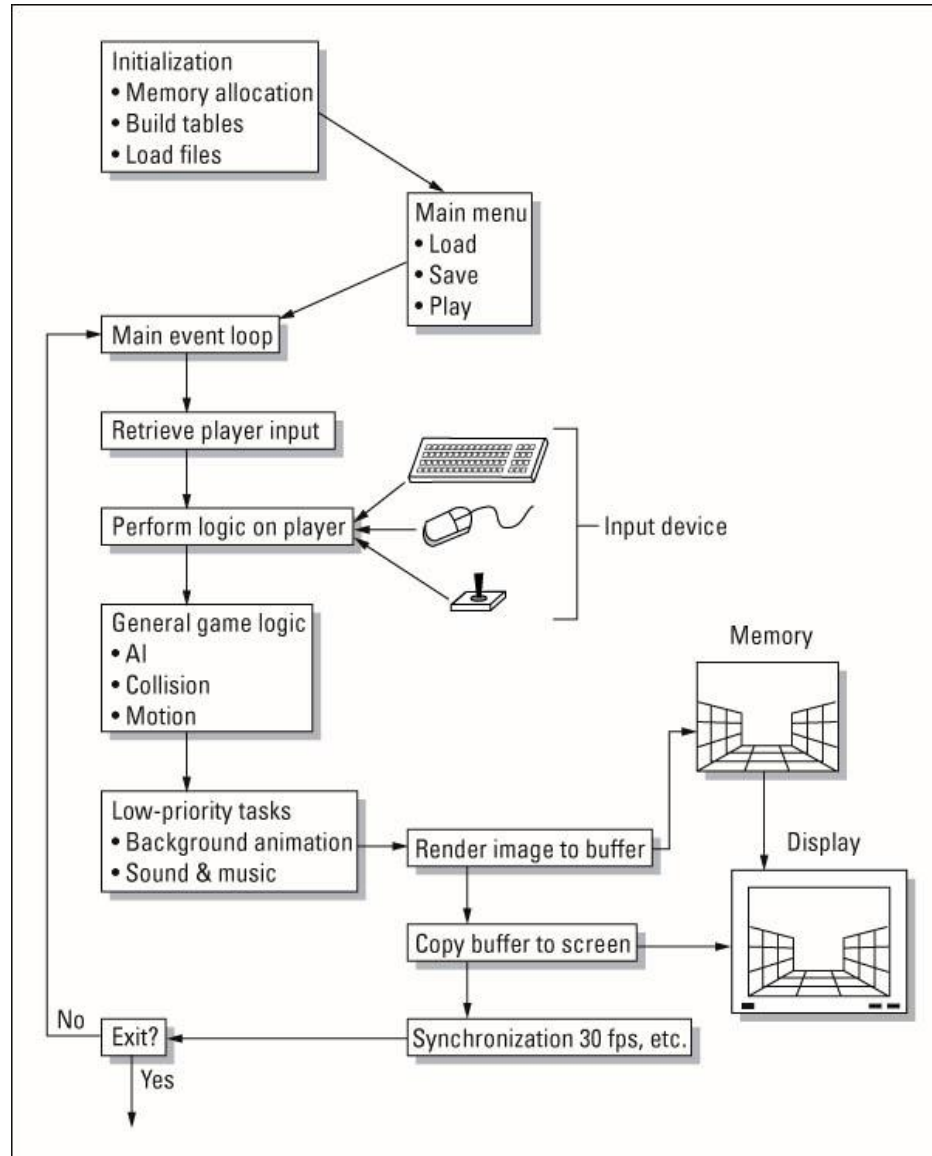 Initialization
• Memory allocation
• Build tables
• Load files
Main menu
• Load
• Save
• Play
Main event loop
Retrieve player input
Perform logic on player
Input device
General game logic
• AI
• Collision
• Motion
Memory
Low-priority tasks
• Background animation
• Sound & music
Render image to buffer
Display
Copy buffer to screen
Synchronization 30 fps, etc.
No
Exit?
Yes